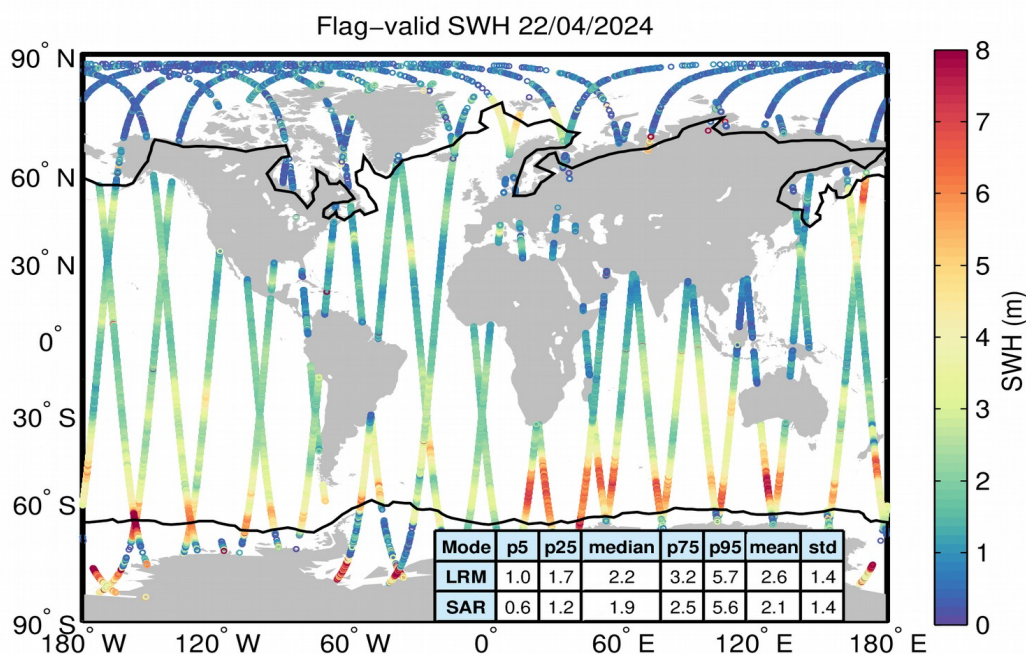 Flag−valid SWH 22/04/2024
90° N
60° N
30° N
0°
30° S
60° S
90° S
180° W
120° W
60° W
0°
60° E
120° E
180° E
Mode p5 p25 median p75 p95 mean std
LRM 1.0 1.7 2.2 3.2 5.7 2.6 1.4
SAR 0.6 1.2 1.9 2.5 5.6 2.1 1.4
8
7
6
5
4
3
2
1
0
SWH (m)